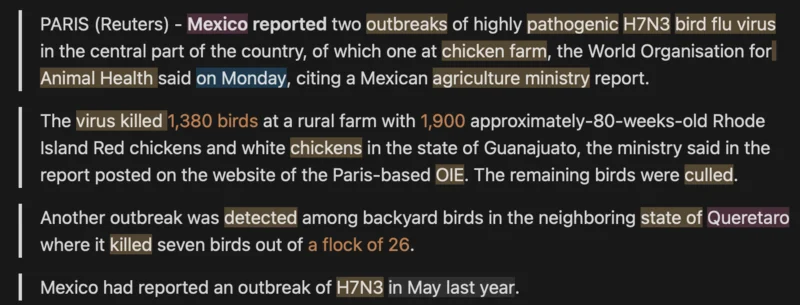 PARIS (Reuters) - Mexico reported two outbreaks of highly pathogenic H7N3 bird flu virus
in the central part of the country, of which one at chicken farm, the World Organisation for
Animal Health said on Monday, citing a Mexican agriculture ministry report.
The virus killed 1,380 birds at a rural farm with 1,900 approximately-80-weeks-old Rhode
Island Red chickens and white chickens in the state of Guanajuato, the ministry said in the
report posted on the website of the Paris-based OIE. The remaining birds were culled.
Another outbreak was detected among backyard birds in the neighboring state of Queretaro
where it killed seven birds out of a flock of 26.
Mexico had reported an outbreak of H7N3 in May last year.